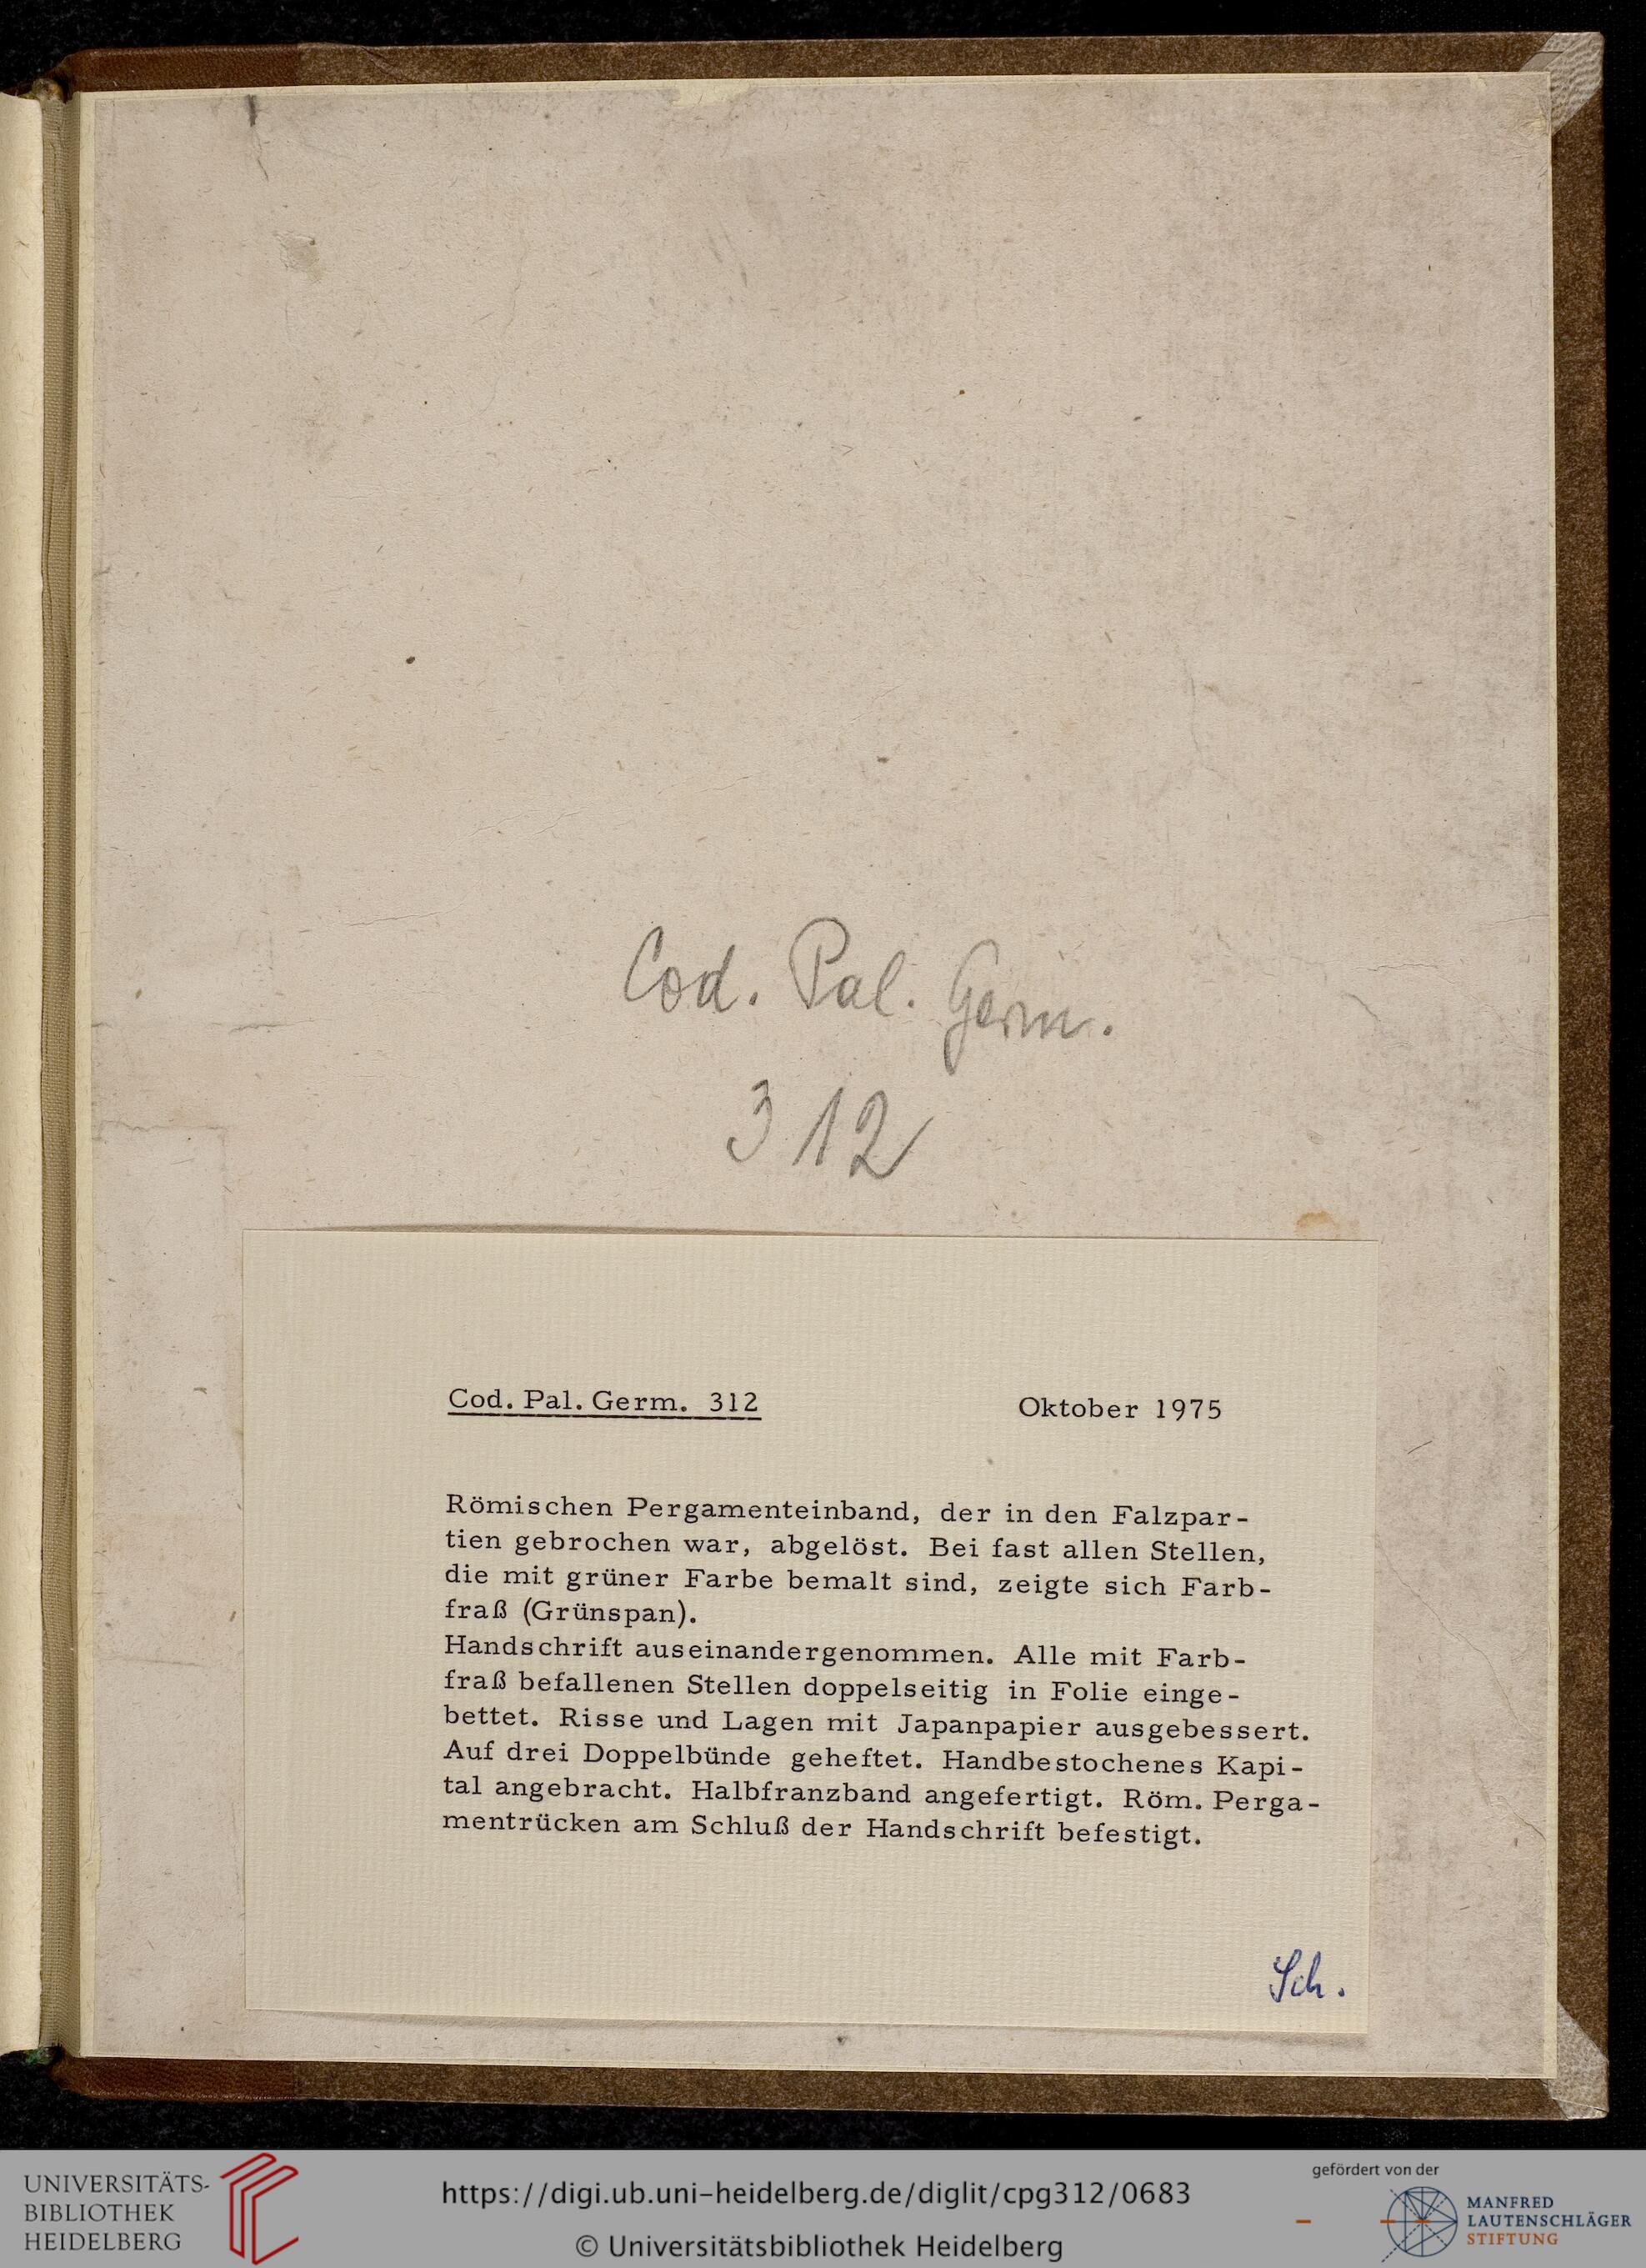 Cod. Pal. Germ.
312
Cod. Pal. Germ. 312 Oktober 1975
Römischen Pergamenteinband, der in den Falzpar-
tien gebrochen war, abgelöst. Bei fast allen Stellen,
die mit grüner Farbe bemalt sind, zeigte sich Farb-
fraß (Grünspan).
Handschrift auseinandergenommen. Alle mit Farb-
fraß befallenen Stellen doppelseitig in Folie einge-
bettet. Risse und Lagen mit Japanpapier ausgebessert.
Auf drei Doppelbünde geheftet. Handbestochenes Kapi-
tal angebracht. Halbfranzband angefertigt. Röm. Perga-
mentrücken am Schluß der Handschrift befestigt.
Sch.
UNIVERSITÄTS-
BIBLIOTHEK
HEIDELBERG
https://digi.ub.uni-heidelberg.de/diglit/cpg312/0683
© Universitätsbibliothek Heidelberg
gefördert von der
MANFRED
LAUTENSCHLÄGER
STIFTUNG